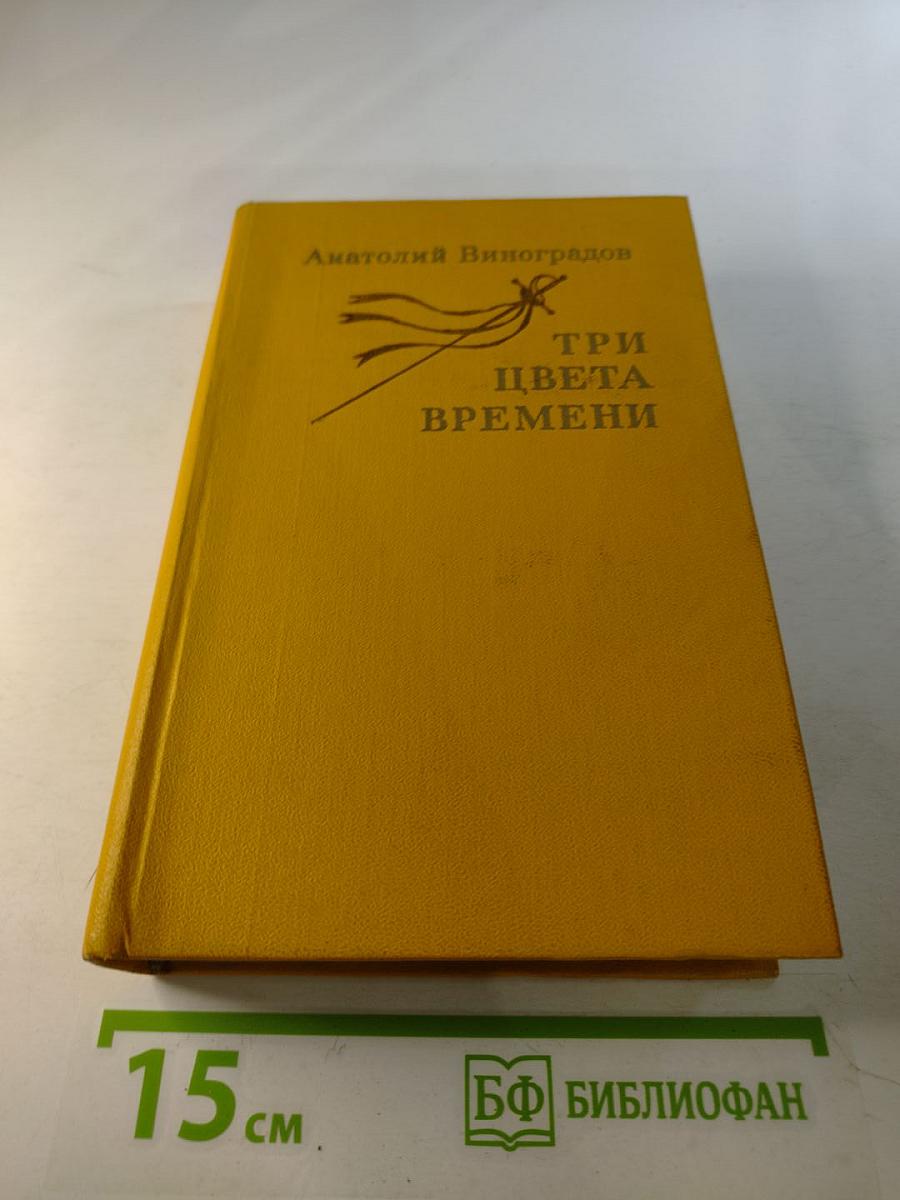 Анатолий Виноградов
ТРИ
ЦВЕТА
ВРЕМЕНИ
15 см
БФ БИБЛИОФАН